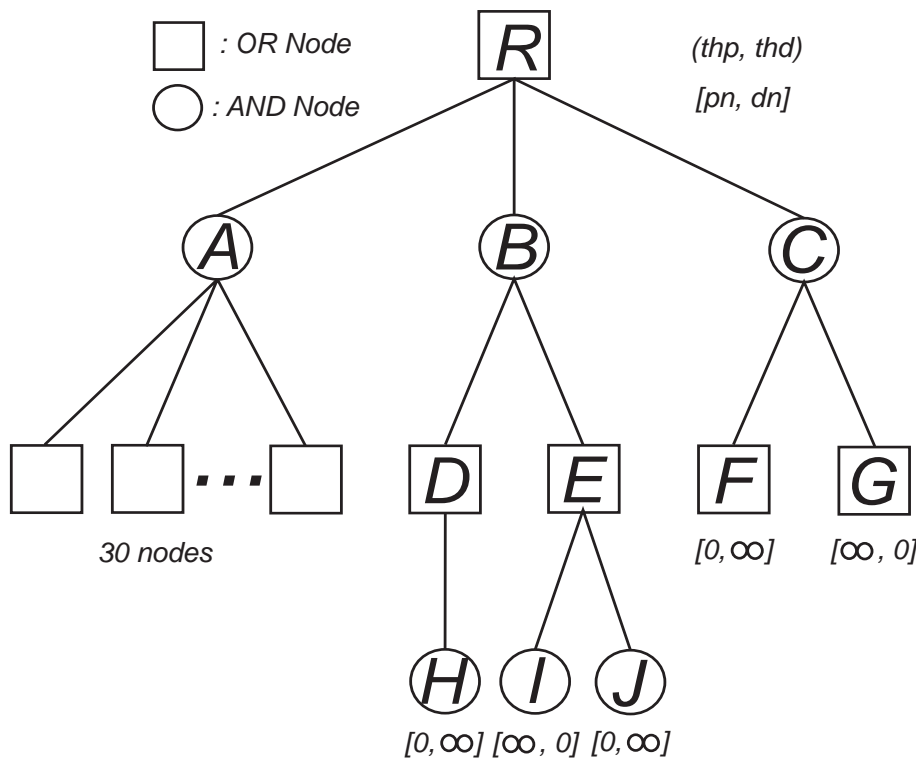 : OR Node
: AND Node
R
(thp, thd)
[pn, dn]
A
B
C
...
D
E
F
G
30 nodes
[0, ∞]
[∞, 0]
H
I
J
[0, ∞]
[∞, 0]
[0, ∞]